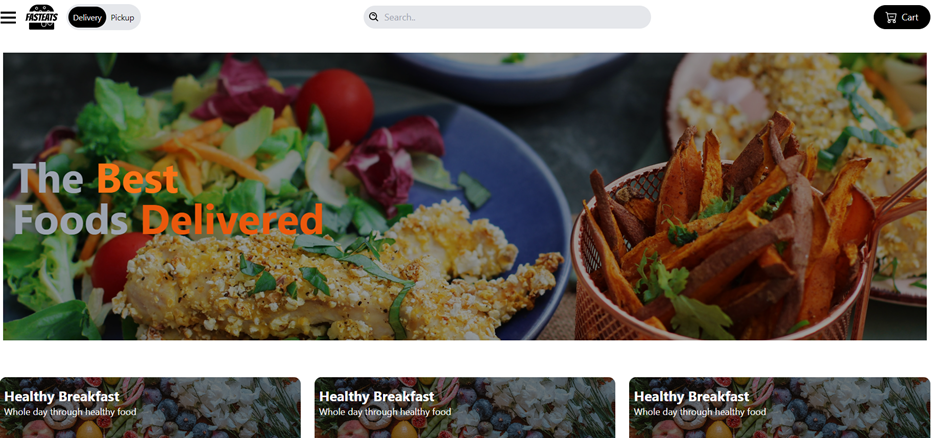 FASTEATS
Delivery Pickup
Search..
Cart
The Best
Foods Delivered
Healthy Breakfast
Whole day through healthy food
Healthy Breakfast
Whole day through healthy food
Healthy Breakfast
Whole day through healthy food